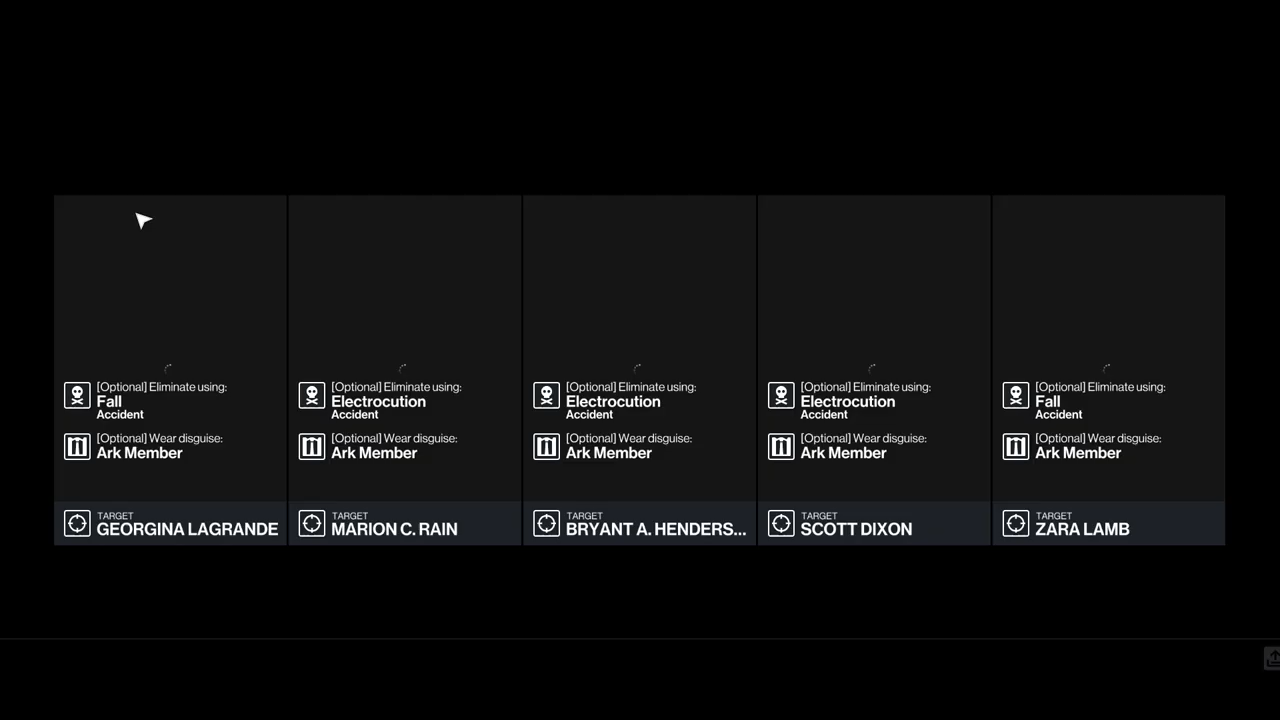 [Optional] Eliminate using:
Fall
Accident
[Optional] Wear disguise:
Ark Member
TARGET
GEORGINA LAGRANDE
[Optional] Eliminate using:
Electrocution
Accident
[Optional] Wear disguise:
Ark Member
TARGET
MARION C. RAIN
[Optional] Eliminate using:
Electrocution
Accident
[Optional] Wear disguise:
Ark Member
TARGET
BRYANT A. HENDERS...
[Optional] Eliminate using:
Electrocution
Accident
[Optional] Wear disguise:
Ark Member
TARGET
SCOTT DIXON
[Optional] Eliminate using:
Fall
Accident
[Optional] Wear disguise:
Ark Member
TARGET
ZARA LAMB